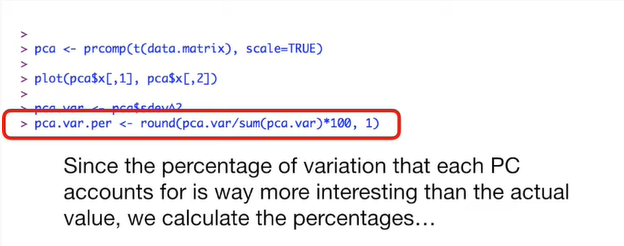 >
> pca <- prcomp(t(data.matrix), scale=TRUE)
>
> plot(pca$x[,1], pca$x[,2])
>
> pca.var <- pca$sdev^2
> pca.var.per <- round(pca.var/sum(pca.var)*100, 1)
Since the percentage of variation that each PC
accounts for is way more interesting than the actual
value, we calculate the percentages…